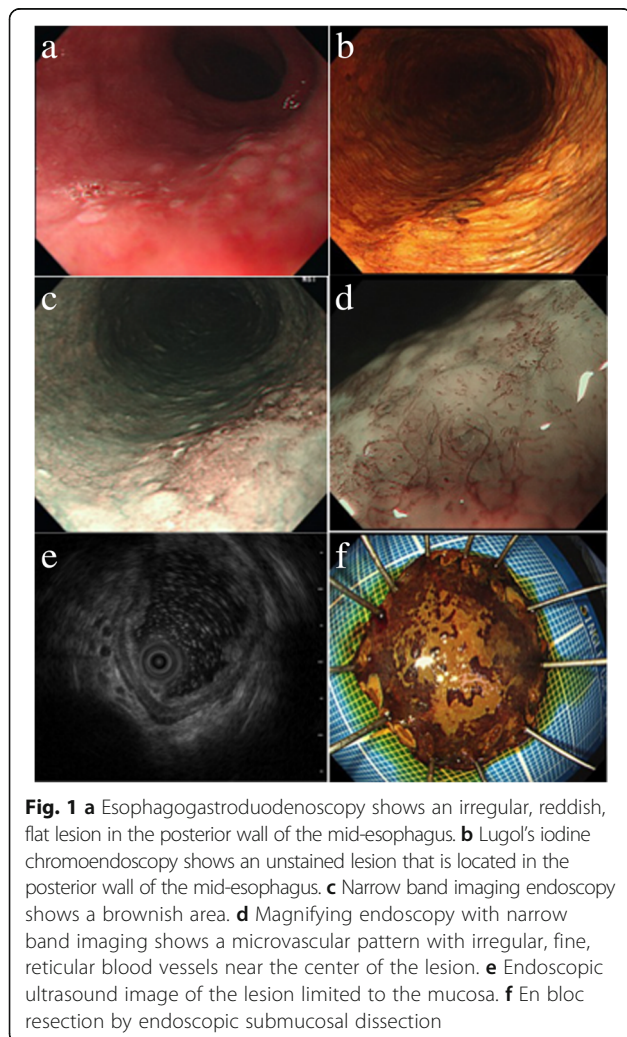 a
b
c
d
e
f
Fig. 1 a Esophagogastroduodenoscopy shows an irregular, reddish,
flat lesion in the posterior wall of the mid-esophagus. b Lugol's iodine
chromoendoscopy shows an unstained lesion that is located in the
posterior wall of the mid-esophagus. c Narrow band imaging endoscopy
shows a brownish area. d Magnifying endoscopy with narrow
band imaging shows a microvascular pattern with irregular, fine,
reticular blood vessels near the center of the lesion. e Endoscopic
ultrasound image of the lesion limited to the mucosa. f En bloc
resection by endoscopic submucosal dissection